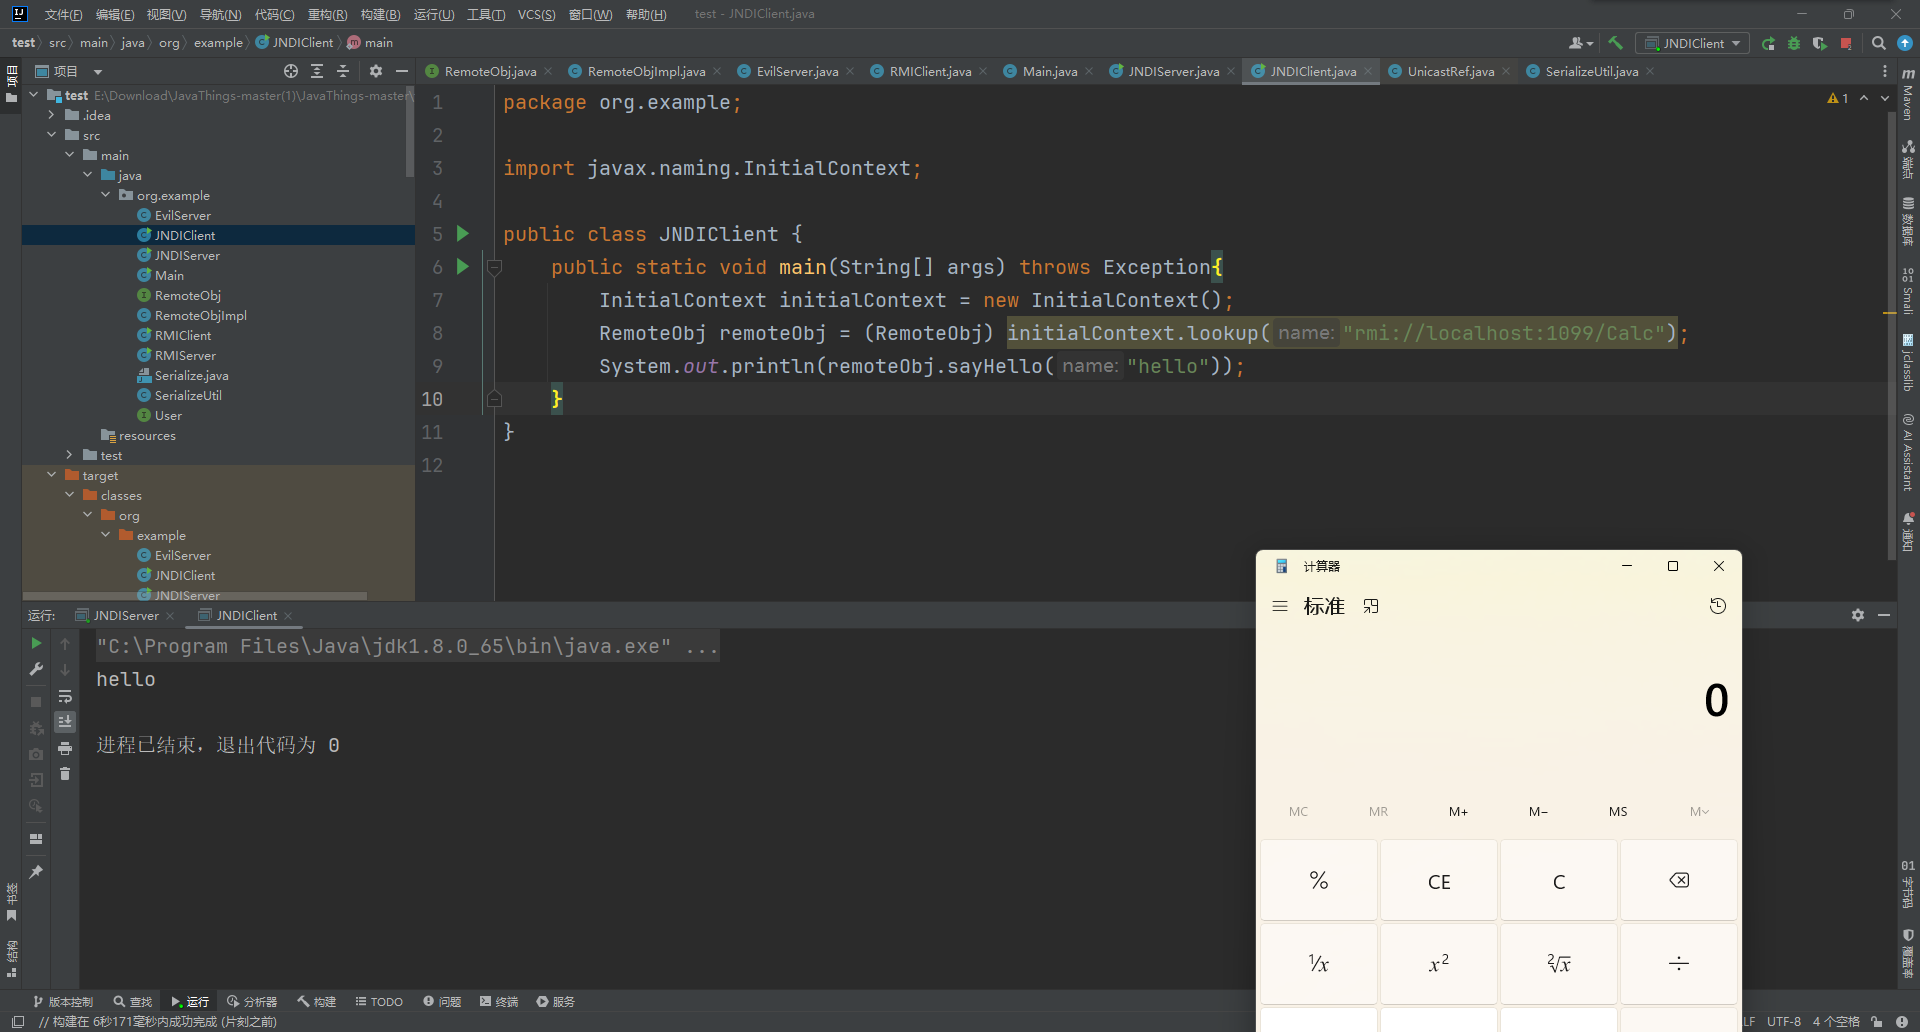 文件(F) 编辑(E) 视图(V) 导航(N) 代码(C) 重构(R) 构建(B) 运行(U) 工具(T) VCS(S) 窗口(W) 帮助(H) test - JNDIClient.java
test src main java org example JNDIClient main JNDIClient
项目 RemoteObj.java RemoteObjImpl.java EvilServer.java RMIClient.java Main.java JNDIServer.java JNDIClient.java UnicastRef.java SerializeUtil.java
test E:\Download\JavaThings-master(1)\JavaThings-master\
.idea
src
main
java
org.example
EvilServer
JNDIClient
JNDIServer
Main
RemoteObj
RemoteObjImpl
RMIClient
RMIServer
Serialize.java
SerializeUtil
User
resources
test
target
classes
org
example
EvilServer
JNDIClient
JNDIServer
1 package org.example;
2
3 import javax.naming.InitialContext;
4
5 public class JNDIClient {
6 public static void main(String[] args) throws Exception{
7 InitialContext initialContext = new InitialContext();
8 RemoteObj remoteObj = (RemoteObj) initialContext.lookup( name: "rmi://localhost:1099/Calc");
9 System.out.println(remoteObj.sayHello( name: "hello"));
10 }
11 }
12
1
项目
书签
结构
Maven
端点
数据库
Smali
jclasslib
AI Assistant
通知
字节码
覆盖率
运行: JNDIServer JNDIClient
"C:\Program Files\Java\jdk1.8.0_65\bin\java.exe" ...
hello
进程已结束，退出代码为 0
计算器
标准
0
MC MR M+ M− MS M
% CE C
¹/x x² ²√x ÷
版本控制 查找 运行 分析器 构建 TODO 问题 终端 服务
// 构建在 6秒171毫秒内成功完成 (片刻之前) LF UTF-8 4 个空格